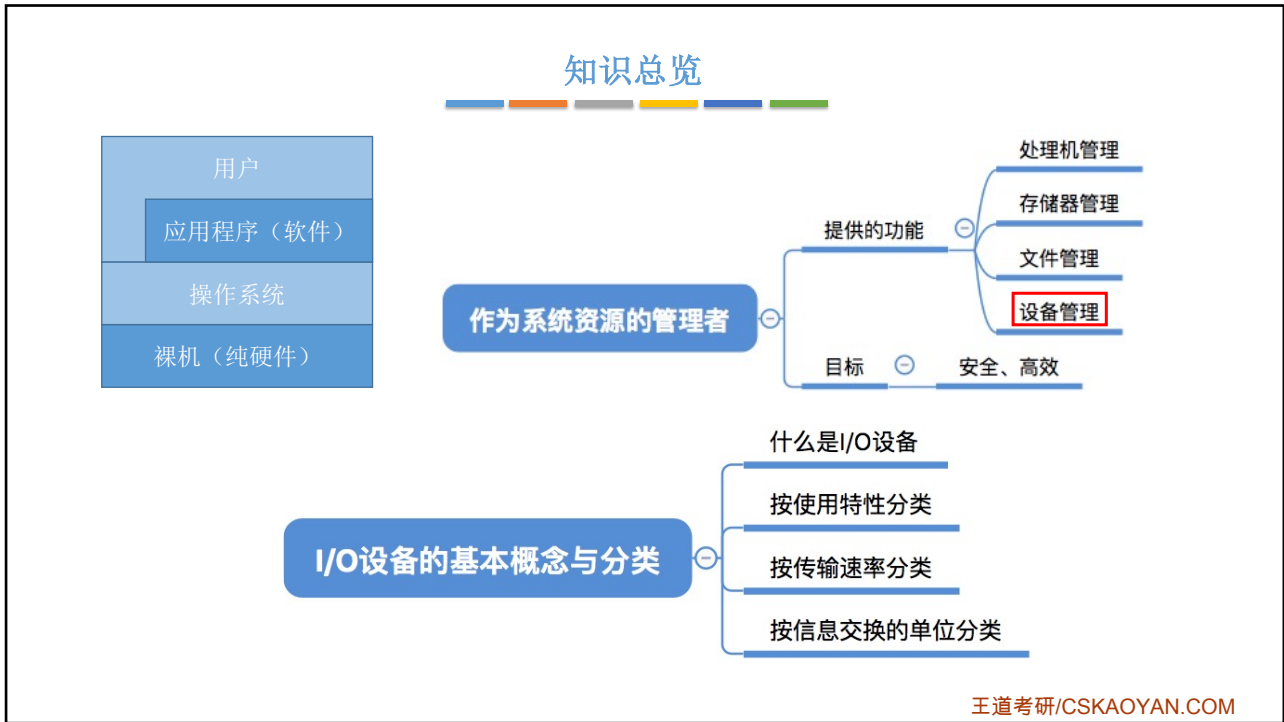 知识总览
用户
应用程序（软件）
操作系统
裸机（纯硬件）
作为系统资源的管理者
提供的功能
处理机管理
存储器管理
文件管理
设备管理
目标
安全、高效
I/O设备的基本概念与分类
什么是I/O设备
按使用特性分类
按传输速率分类
按信息交换的单位分类
王道考研/CSKAOYAN.COM